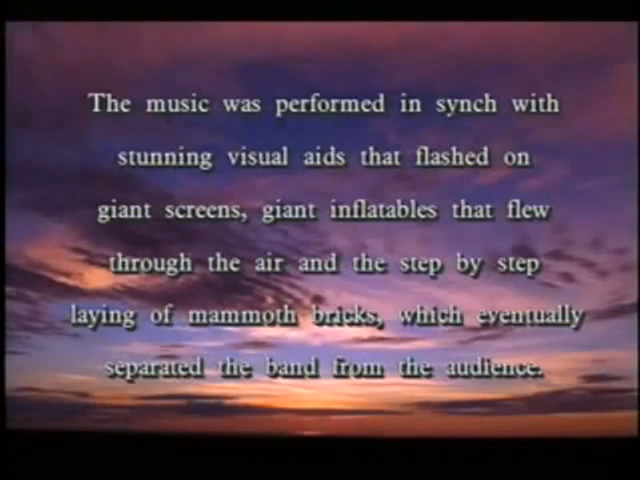 The music was performed in synch with
stunning visual aids that flashed on
giant screens, giant inflatables that flew
through the air and the step by step
laying of mammoth bricks, which eventually
separated the band from the audience.